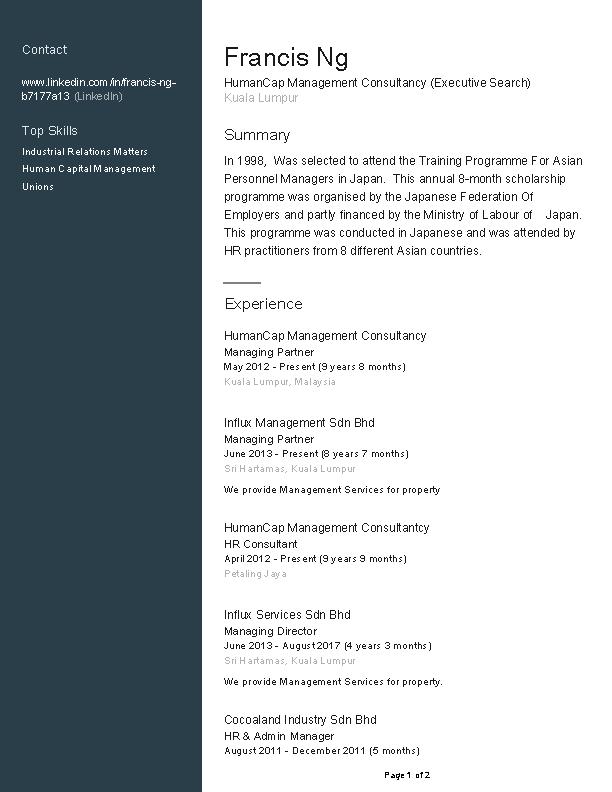 Contact
www.linkedin.com/in/francis-ng-
b7177a13 (LinkedIn)
Top Skills
Industrial Relations Matters
Human Capital Management
Unions
Francis Ng
HumanCap Management Consultancy (Executive Search)
Kuala Lumpur
Summary
In 1998,  Was selected to attend the Training Programme For Asian
Personnel Managers in Japan.  This annual 8-month scholarship
programme was organised by the Japanese Federation Of
Employers and partly financed by the Ministry of Labour of    Japan.
This programme was conducted in Japanese and was attended by
HR practitioners from 8 different Asian countries.
Experience
HumanCap Management Consultancy
Managing Partner
May 2012 - Present (9 years 8 months)
Kuala Lumpur, Malaysia
Influx Management Sdn Bhd
Managing Partner
June 2013 - Present (8 years 7 months)
Sri Hartamas, Kuala Lumpur
We provide Management Services for property
HumanCap Management Consultantcy
HR Consultant
April 2012 - Present (9 years 9 months)
Petaling Jaya
Influx Services Sdn Bhd
Managing Director
June 2013 - August 2017 (4 years 3 months)
Sri Hartamas, Kuala Lumpur
We provide Management Services for property.
Cocoaland Industry Sdn Bhd
HR & Admin Manager
August 2011 - December 2011 (5 months)
Page 1 of 2